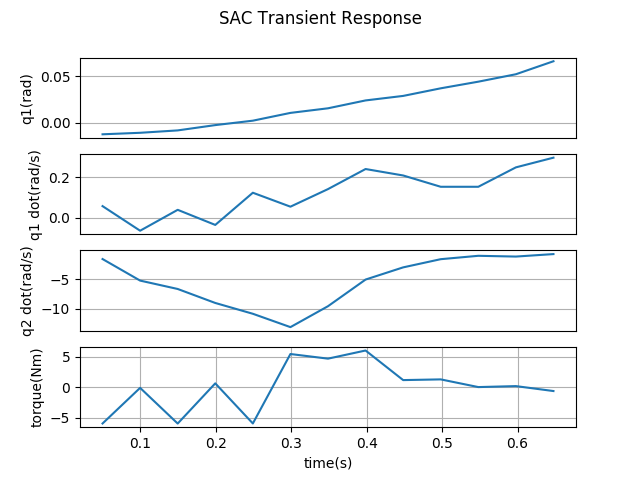 SAC Transient Response
q1(rad)
0.05
0.00
q1 dot(rad/s)
0.2
0.0
q2 dot(rad/s)
−5
−10
torque(Nm)
5
0
−5
0.1 0.2 0.3 0.4 0.5 0.6
time(s)